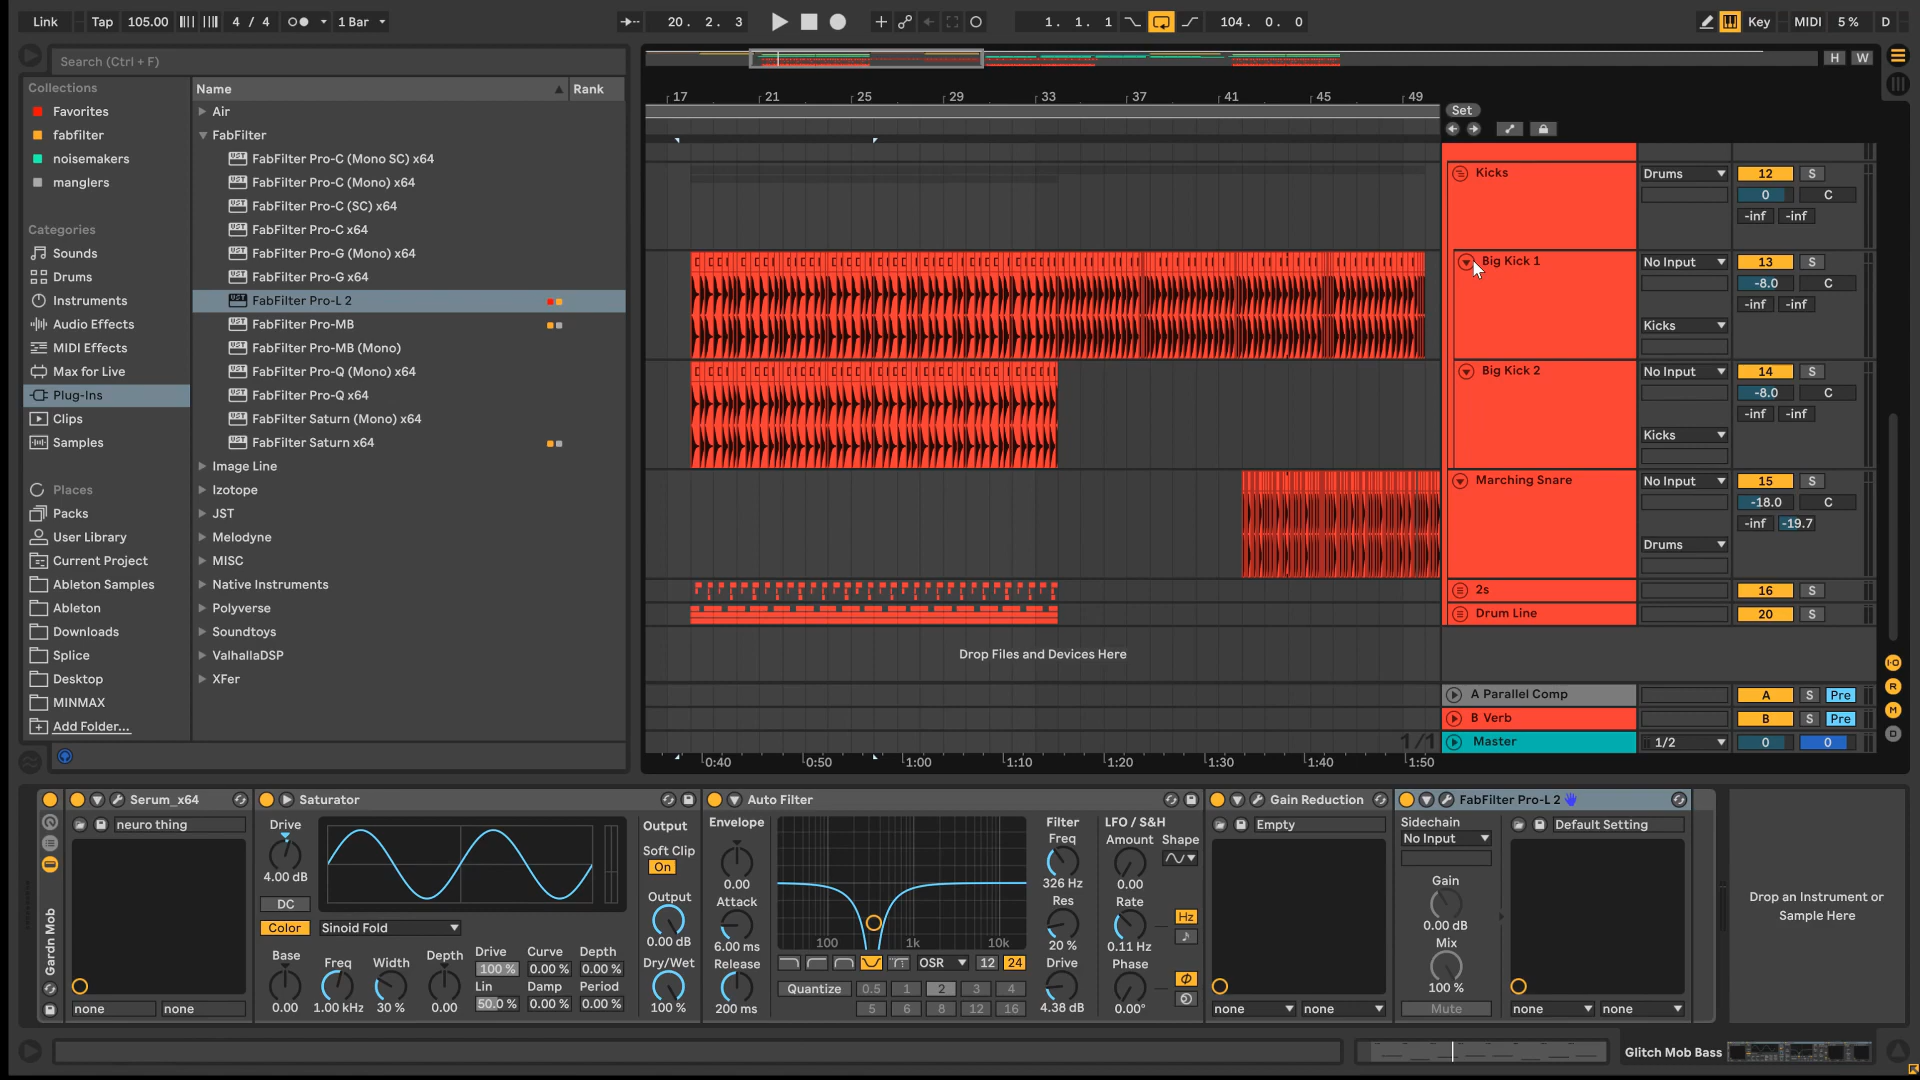 Link Tap 105.00 4 / 4 1 Bar 20. 2. 3 1. 1. 1 104. 0. 0 Key MIDI 5 % D
Search (Ctrl + F)
H W
Collections
Favorites
fabfilter
noisemakers
manglers
Categories
Sounds
Drums
Instruments
Audio Effects
MIDI Effects
Max for Live
Plug-Ins
Clips
Samples
Places
Packs
User Library
Current Project
Ableton Samples
Ableton
Downloads
Splice
Desktop
MINMAX
Add Folder...
Name Rank
Air
FabFilter
FabFilter Pro-C (Mono SC) x64
FabFilter Pro-C (Mono) x64
FabFilter Pro-C (SC) x64
FabFilter Pro-C x64
FabFilter Pro-G (Mono) x64
FabFilter Pro-G x64
FabFilter Pro-L 2
FabFilter Pro-MB
FabFilter Pro-MB (Mono)
FabFilter Pro-Q (Mono) x64
FabFilter Pro-Q x64
FabFilter Saturn (Mono) x64
FabFilter Saturn x64
Image Line
Izotope
JST
Melodyne
MISC
Native Instruments
Polyverse
Soundtoys
ValhallaDSP
XFer
17 21 25 29 33 37 41 45 49
Set
Kicks Drums 12 S
0 C
-inf -inf
Big Kick 1 No Input 13 S
-8.0 C
-inf -inf
Kicks
Big Kick 2 No Input 14 S
-8.0 C
-inf -inf
Kicks
Marching Snare No Input 15 S
-18.0 C
-inf -19.7
Drums
2s 16 S
Drum Line 20 S
Drop Files and Devices Here
A Parallel Comp A S Pre
B Verb B S Pre
1/1 Master 1/2 0 0
0:40 0:50 1:00 1:10 1:20 1:30 1:40 1:50
Gardn Mob
Serum_x64
neuro thing
none none
Saturator
Drive
4.00 dB
DC
Color Sinoid Fold
Base Freq Width Depth
0.00 1.00 kHz 30 % 0.00
Drive Curve Depth
100 % 0.00 % 0.00 %
Lin Damp Period
50.0 % 0.00 % 0.00 %
Output
Soft Clip
On
Output
0.00 dB
Dry/Wet
100 %
Auto Filter
Envelope
0.00
Attack
6.00 ms
Release
200 ms
100 1k 10k
OSR 12 24
Quantize 0.5 1 2 3 4
5 6 8 12 16
Filter
Freq
326 Hz
Res
20 %
Drive
4.38 dB
LFO / S&H
Amount Shape
0.00
Rate Hz
0.11 Hz
Phase
0.00°
Gain Reduction
Empty
none none
FabFilter Pro-L 2
Sidechain
No Input
Gain
0.00 dB
Mix
100 %
Mute
Default Setting
none none
Drop an Instrument or
Sample Here
Glitch Mob Bass